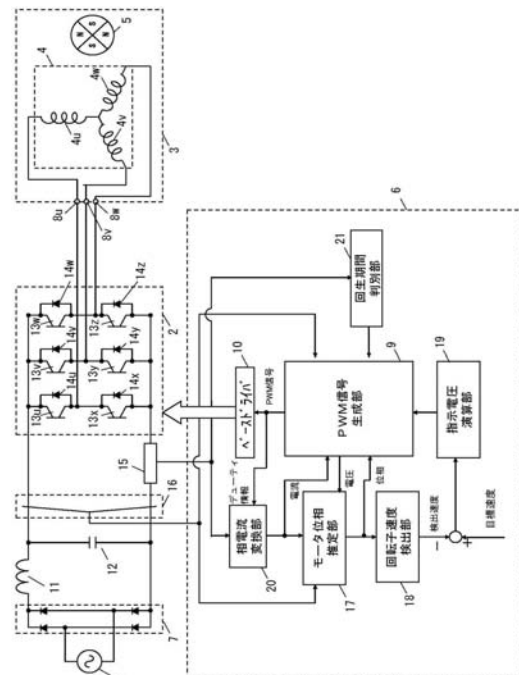 7
11
12
16
15
2
13u
14u
13v
14v
13w
14w
13x
14x
13y
14y
13z
14z
8u
8v
8w
3
4
4u
4v
4w
5
N
S
N
S
6
ベースドライバ
10
PWM信号
デューティ
情報
相電流
変換部
20
電流
モータ位相
推定部
17
電圧
位相
PWM信号
生成部
9
回生期間
判別部
21
回転子速度
検出部
18
検出速度
指示電圧
演算部
19
目標速度
+
−